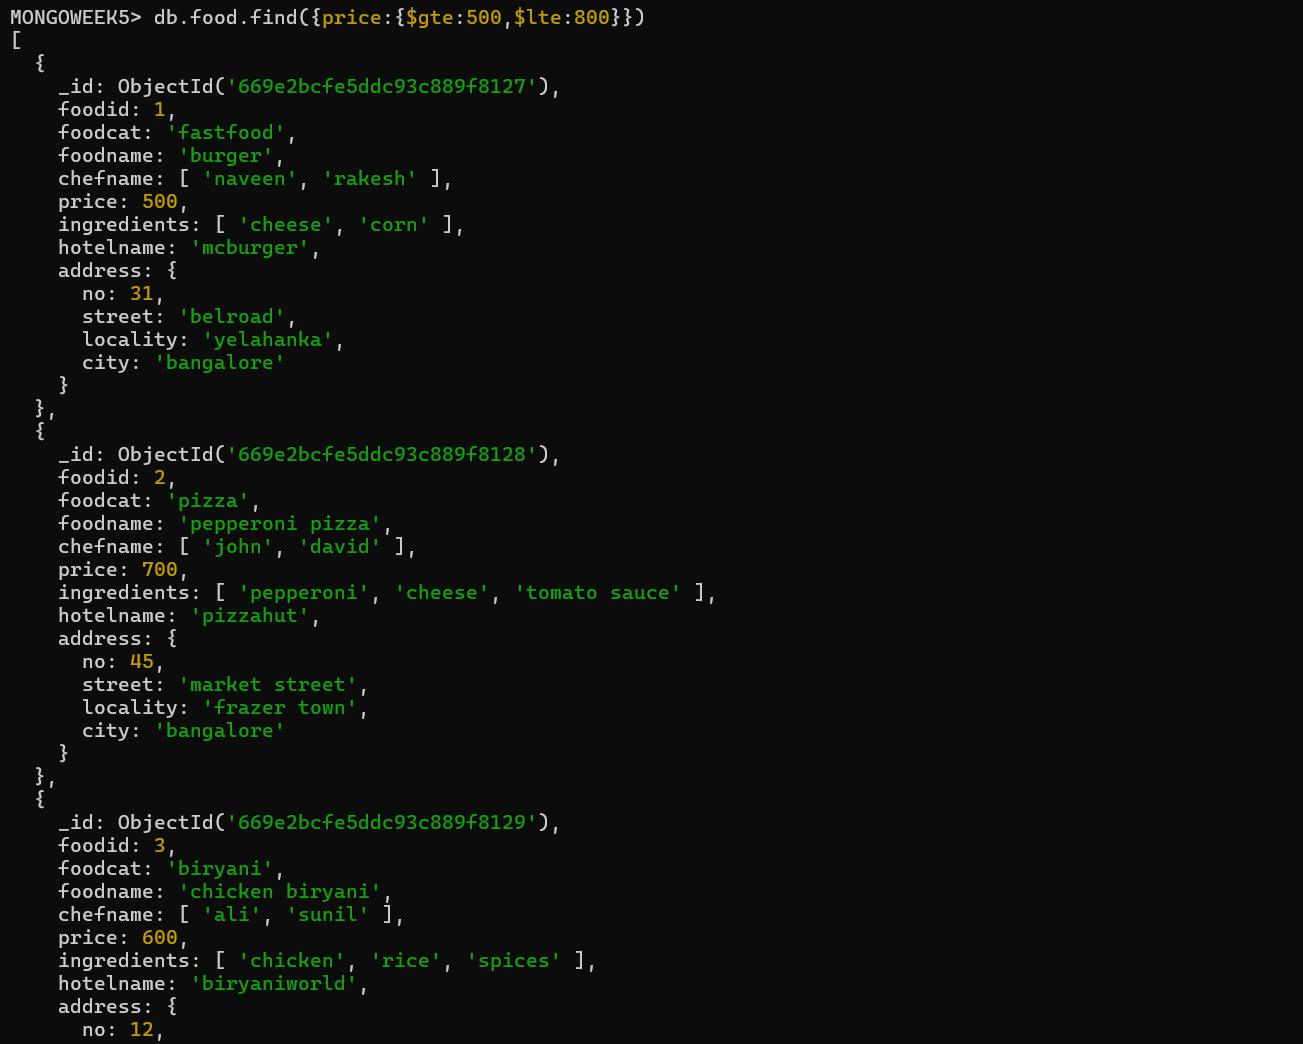 MONGOWEEK5> db.food.find({price:{$gte:500,$lte:800}})
[
  {
    _id: ObjectId('669e2bcfe5ddc93c889f8127'),
    foodid: 1,
    foodcat: 'fastfood',
    foodname: 'burger',
    chefname: [ 'naveen', 'rakesh' ],
    price: 500,
    ingredients: [ 'cheese', 'corn' ],
    hotelname: 'mcburger',
    address: {
      no: 31,
      street: 'belroad',
      locality: 'yelahanka',
      city: 'bangalore'
    }
  },
  {
    _id: ObjectId('669e2bcfe5ddc93c889f8128'),
    foodid: 2,
    foodcat: 'pizza',
    foodname: 'pepperoni pizza',
    chefname: [ 'john', 'david' ],
    price: 700,
    ingredients: [ 'pepperoni', 'cheese', 'tomato sauce' ],
    hotelname: 'pizzahut',
    address: {
      no: 45,
      street: 'market street',
      locality: 'frazer town',
      city: 'bangalore'
    }
  },
  {
    _id: ObjectId('669e2bcfe5ddc93c889f8129'),
    foodid: 3,
    foodcat: 'biryani',
    foodname: 'chicken biryani',
    chefname: [ 'ali', 'sunil' ],
    price: 600,
    ingredients: [ 'chicken', 'rice', 'spices' ],
    hotelname: 'biryaniworld',
    address: {
      no: 12,